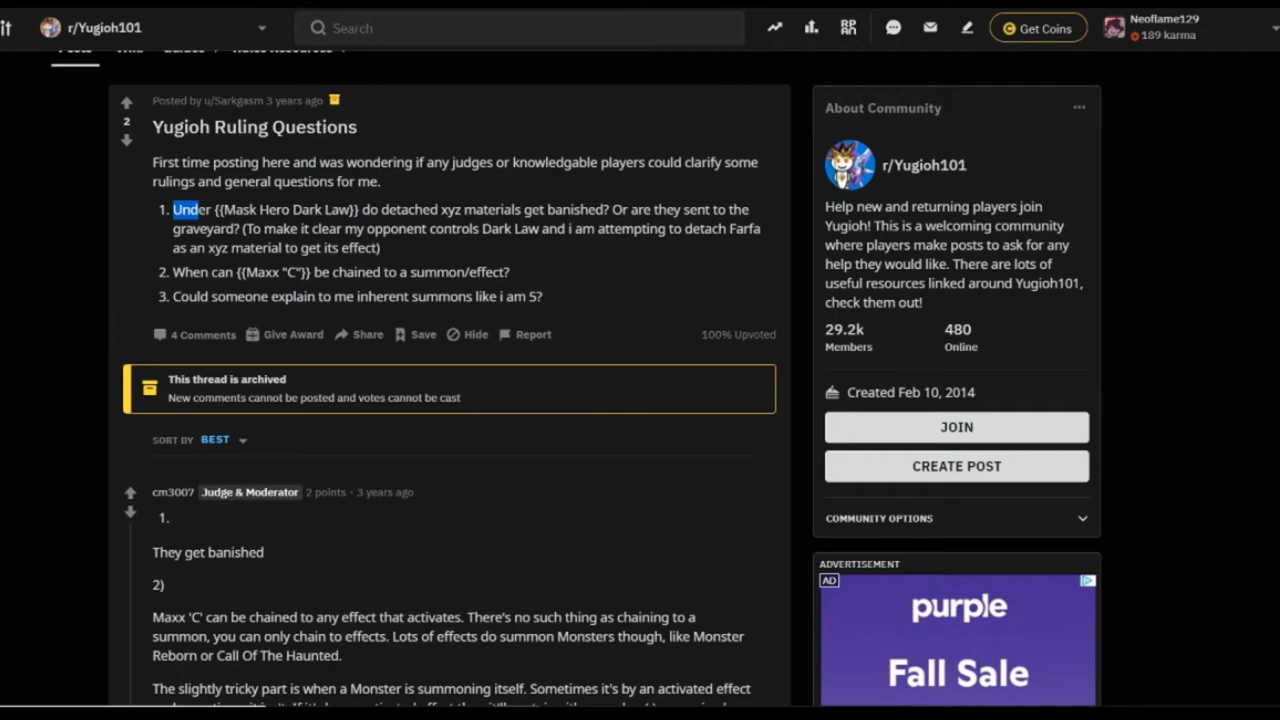 it
r/Yugioh101
Search
Get Coins
Neoflame129
189 karma
Posts
Posted by u/Sarkgasm 3 years ago
2
Yugioh Ruling Questions
First time posting here and was wondering if any judges or knowledgable players could clarify some
rulings and general questions for me.
1. Under {{Mask Hero Dark Law}} do detached xyz materials get banished? Or are they sent to the
graveyard? (To make it clear my opponent controls Dark Law and i am attempting to detach Farfa
as an xyz material to get its effect)
2. When can {{Maxx "C"}} be chained to a summon/effect?
3. Could someone explain to me inherent summons like i am 5?
4 Comments Give Award Share Save Hide Report 100% Upvoted
This thread is archived
New comments cannot be posted and votes cannot be cast
SORT BY BEST
cm3007 Judge & Moderator 2 points · 3 years ago
1.
They get banished
2)
Maxx 'C' can be chained to any effect that activates. There's no such thing as chaining to a
summon, you can only chain to effects. Lots of effects do summon Monsters though, like Monster
Reborn or Call Of The Haunted.
The slightly tricky part is when a Monster is summoning itself. Sometimes it's by an activated effect
About Community
r/Yugioh101
Help new and returning players join
Yugioh! This is a welcoming community
where players make posts to ask for any
help they would like. There are lots of
useful resources linked around Yugioh101,
check them out!
29.2k 480
Members Online
Created Feb 10, 2014
JOIN
CREATE POST
COMMUNITY OPTIONS
ADVERTISEMENT
AD
purple
Fall Sale